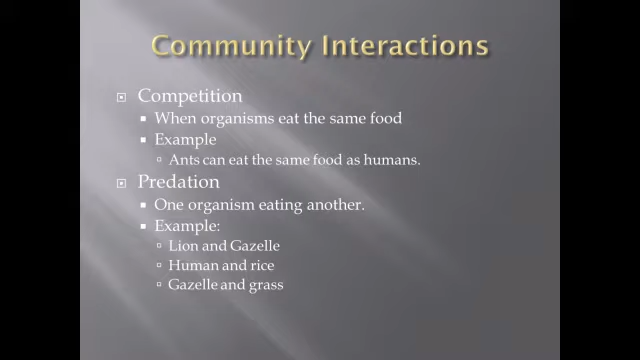 Community Interactions
Competition
When organisms eat the same food
Example
Ants can eat the same food as humans.
Predation
One organism eating another.
Example:
Lion and Gazelle
Human and rice
Gazelle and grass